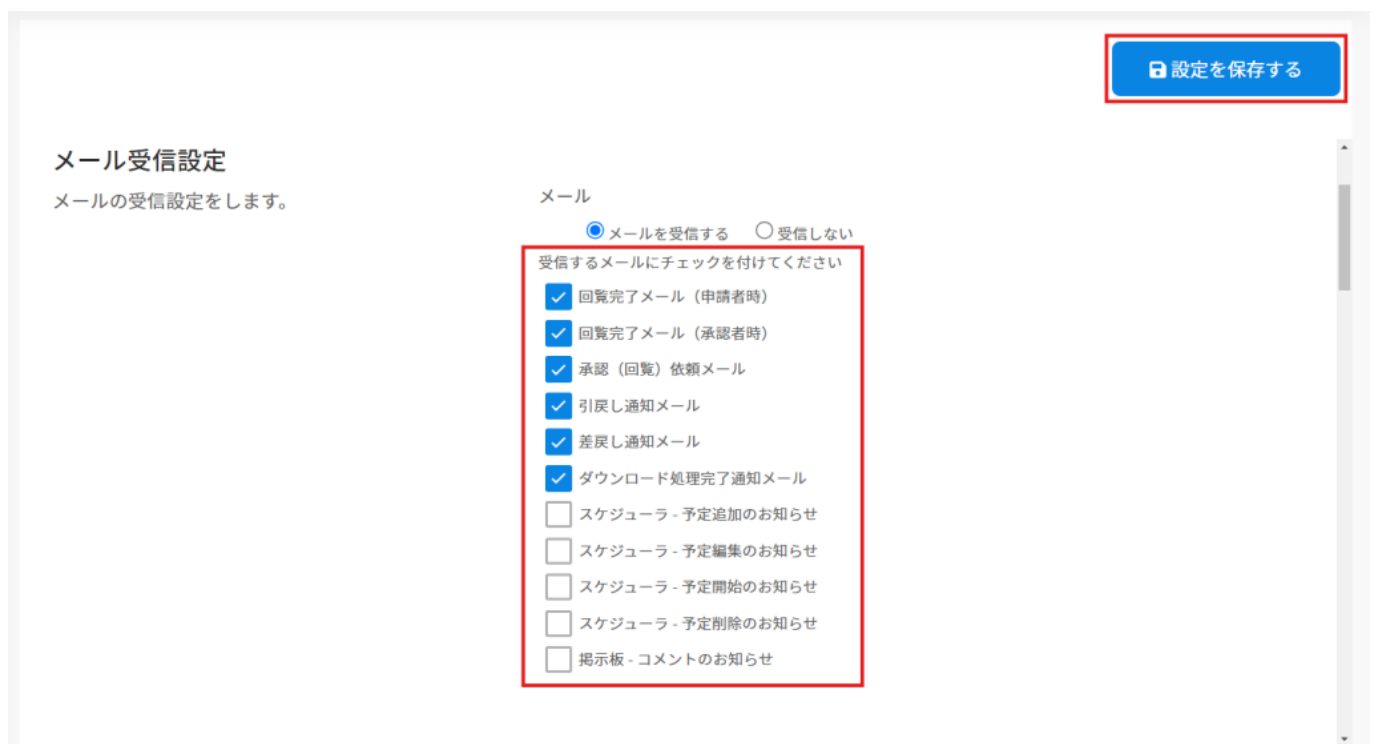 設定を保存する
メール受信設定
メールの受信設定をします。
メール
メールを受信する 受信しない
受信するメールにチェックを付けてください
回覧完了メール（申請者時）
回覧完了メール（承認者時）
承認（回覧）依頼メール
引戻し通知メール
差戻し通知メール
ダウンロード処理完了通知メール
スケジューラ - 予定追加のお知らせ
スケジューラ - 予定編集のお知らせ
スケジューラ - 予定開始のお知らせ
スケジューラ - 予定削除のお知らせ
掲示板 - コメントのお知らせ